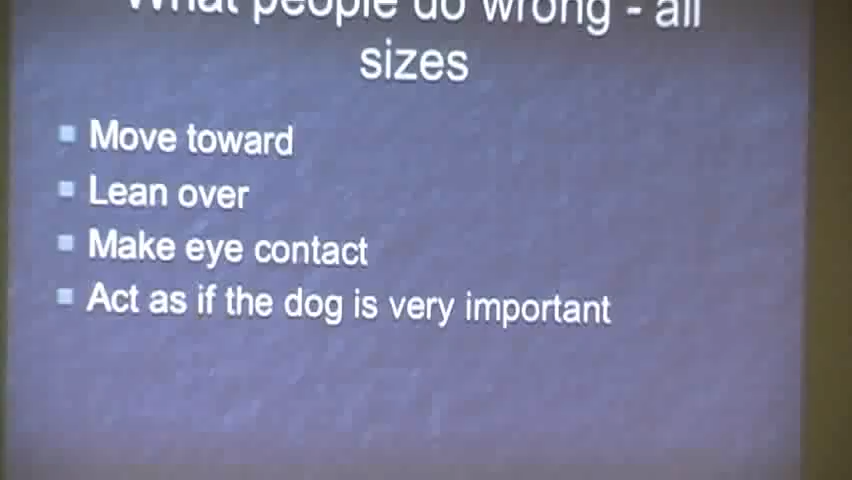 What people do wrong - all
sizes
Move toward
Lean over
Make eye contact
Act as if the dog is very important